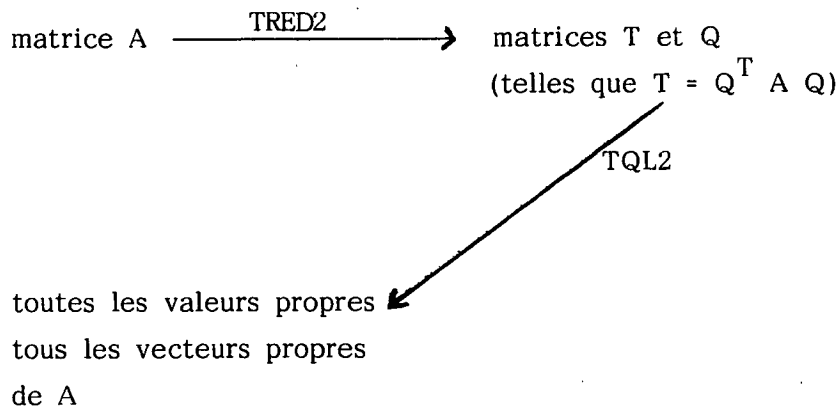 matrice A
TRED2
matrices T et Q
(telles que T = Q^T A Q)
TQL2
toutes les valeurs propres
tous les vecteurs propres
de A